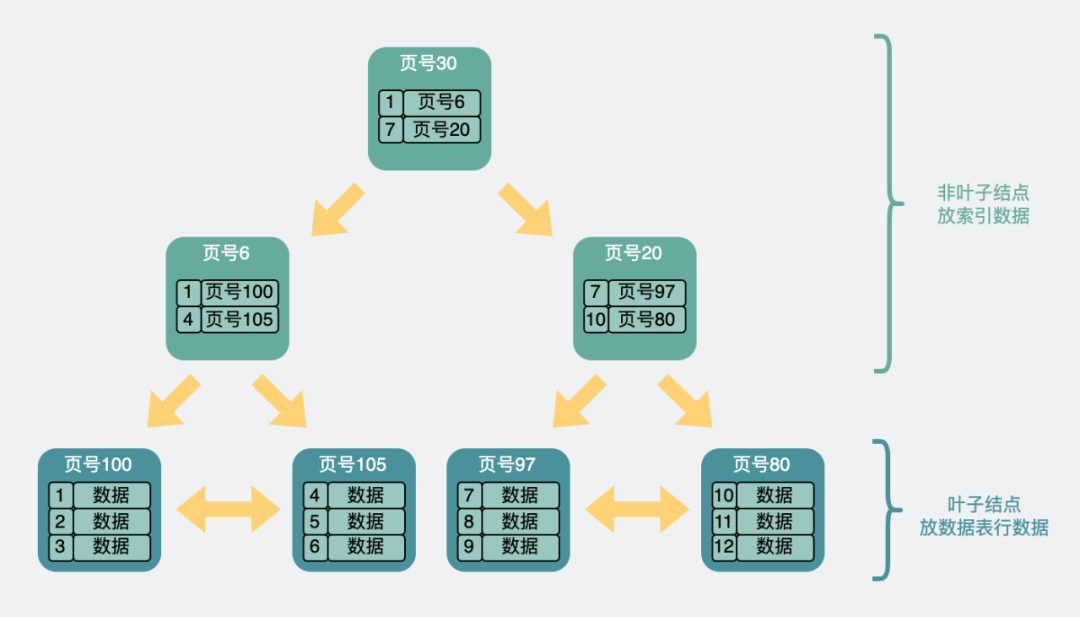 页号30
1 页号6
7 页号20
非叶子结点
放索引数据
页号6
1 页号100
4 页号105
页号20
7 页号97
10 页号80
页号100
1 数据
2 数据
3 数据
页号105
4 数据
5 数据
6 数据
页号97
7 数据
8 数据
9 数据
页号80
10 数据
11 数据
12 数据
叶子结点
放数据表行数据